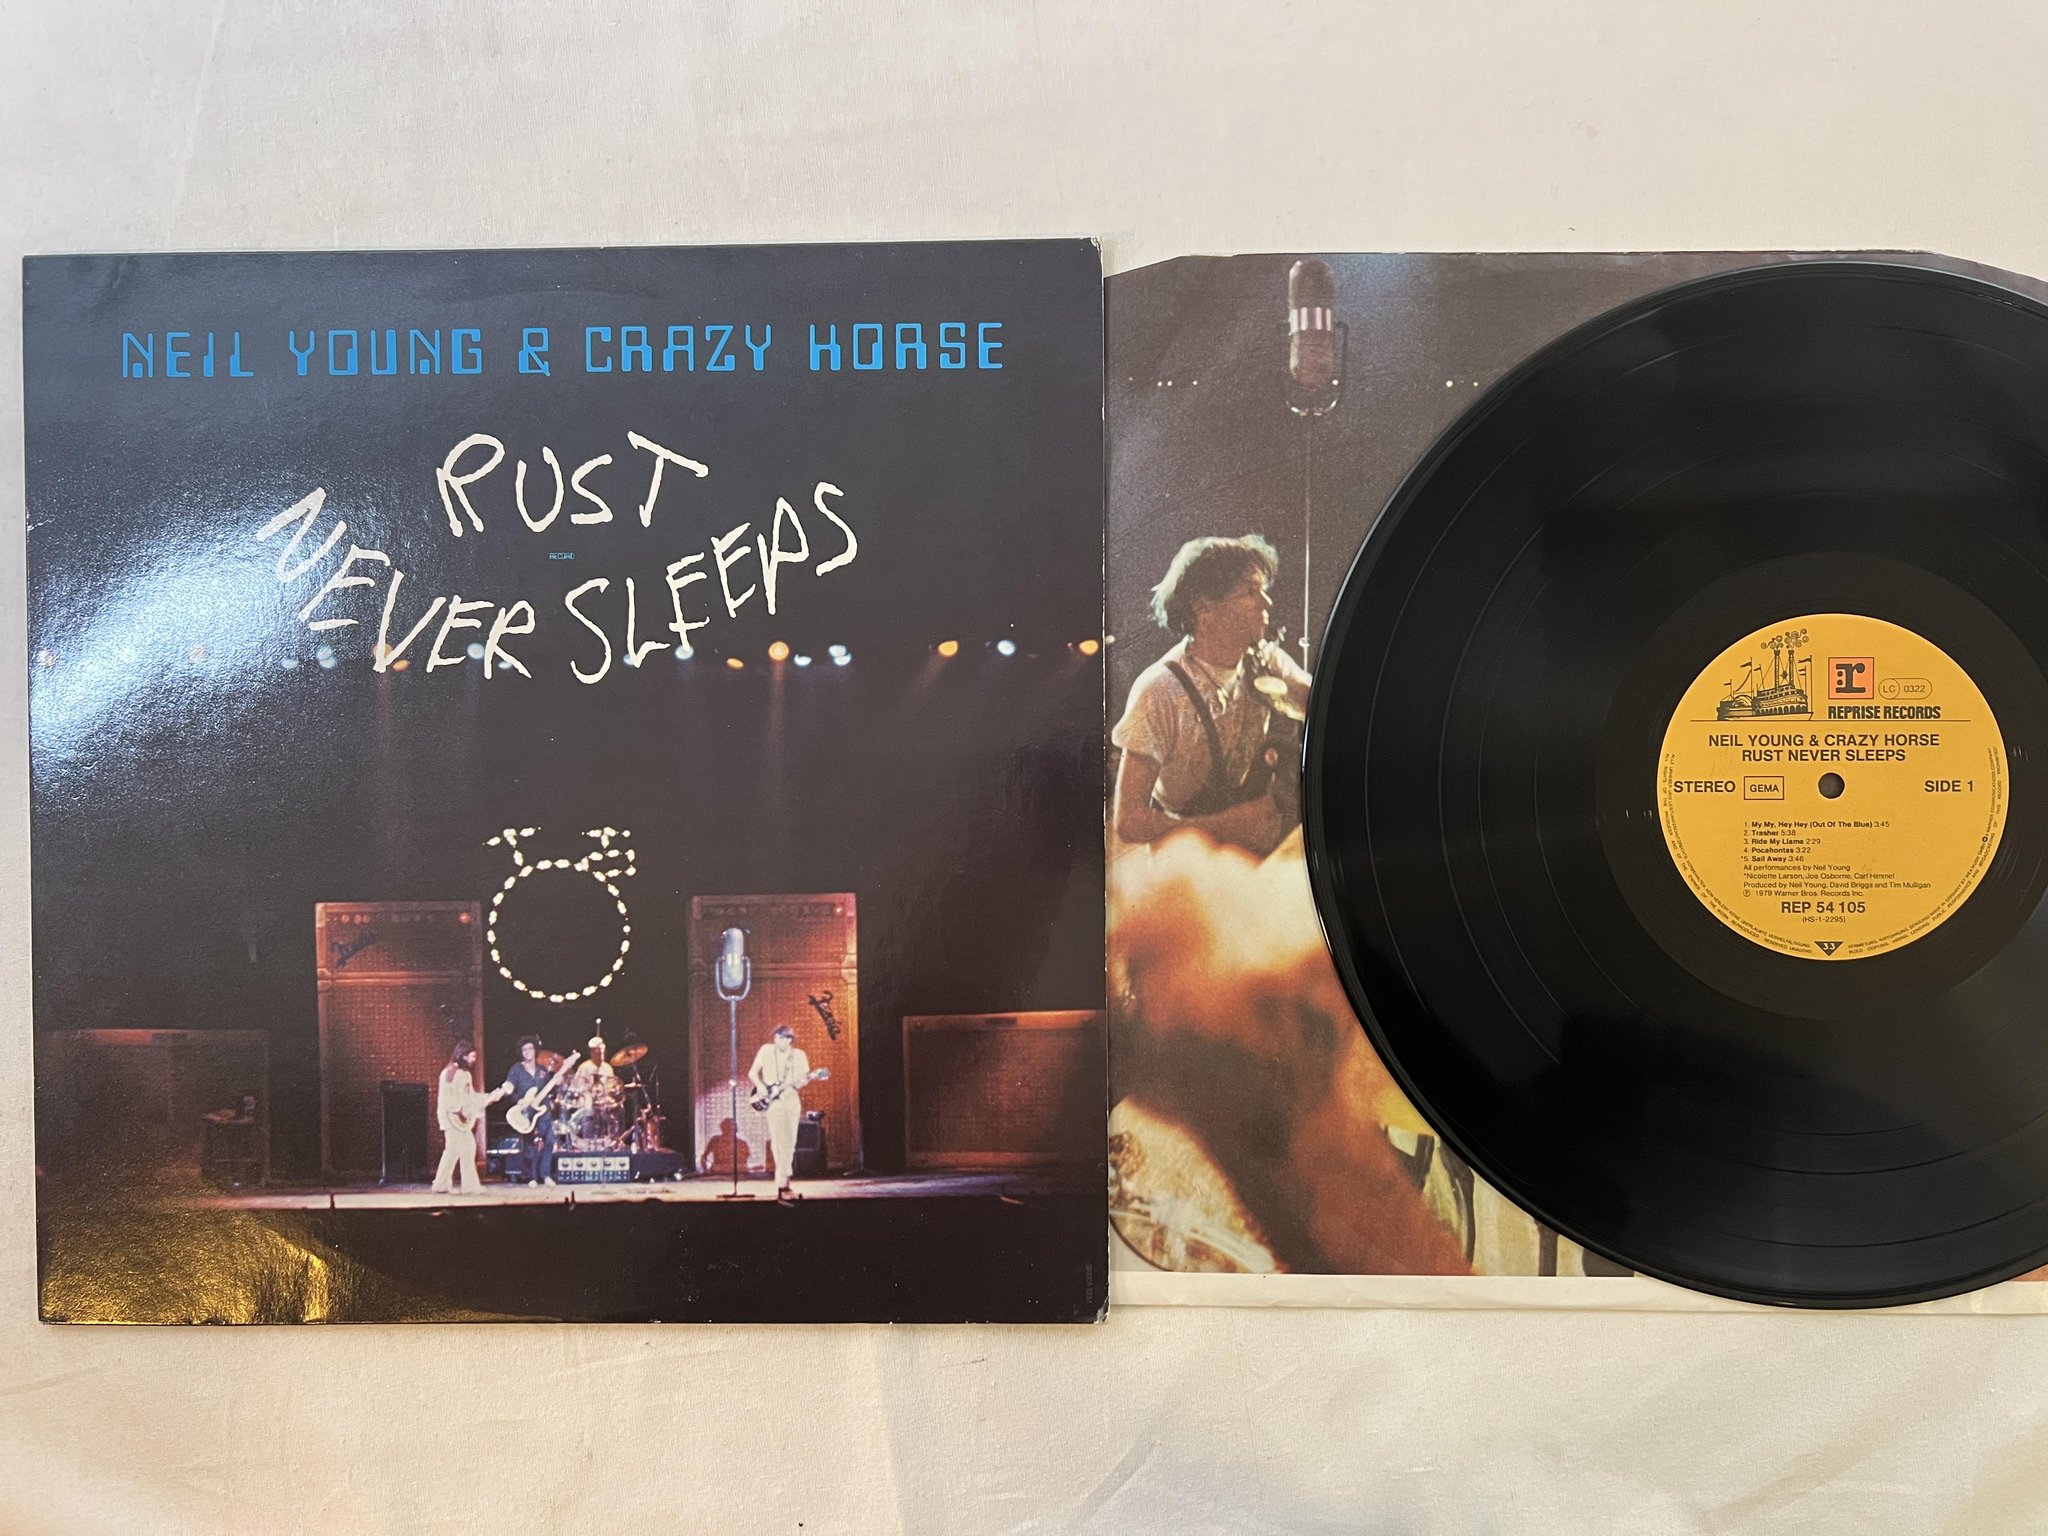 NEIL YOUNG & CRAZY HORSE
RUST
NEVER SLEEPS
Fender
Fender
r
LC 0322
REPRISE RECORDS
NEIL YOUNG & CRAZY HORSE
RUST NEVER SLEEPS
STEREO GEMA SIDE 1
1. My My, Hey Hey (Out Of The Blue) 3:45
2. Trasher 5:38
3. Ride My Llama 2:29
4. Pocahontas 3:22
*5. Sail Away 3:46
All performances by Neil Young
*Nicolette Larson, Joe Osborne, Carl Himmel
Produced by Neil Young, David Briggs and Tim Mulligan
℗ 1979 Warner Bros. Records Inc.
REP 54 105
(HS-1-2295)
33